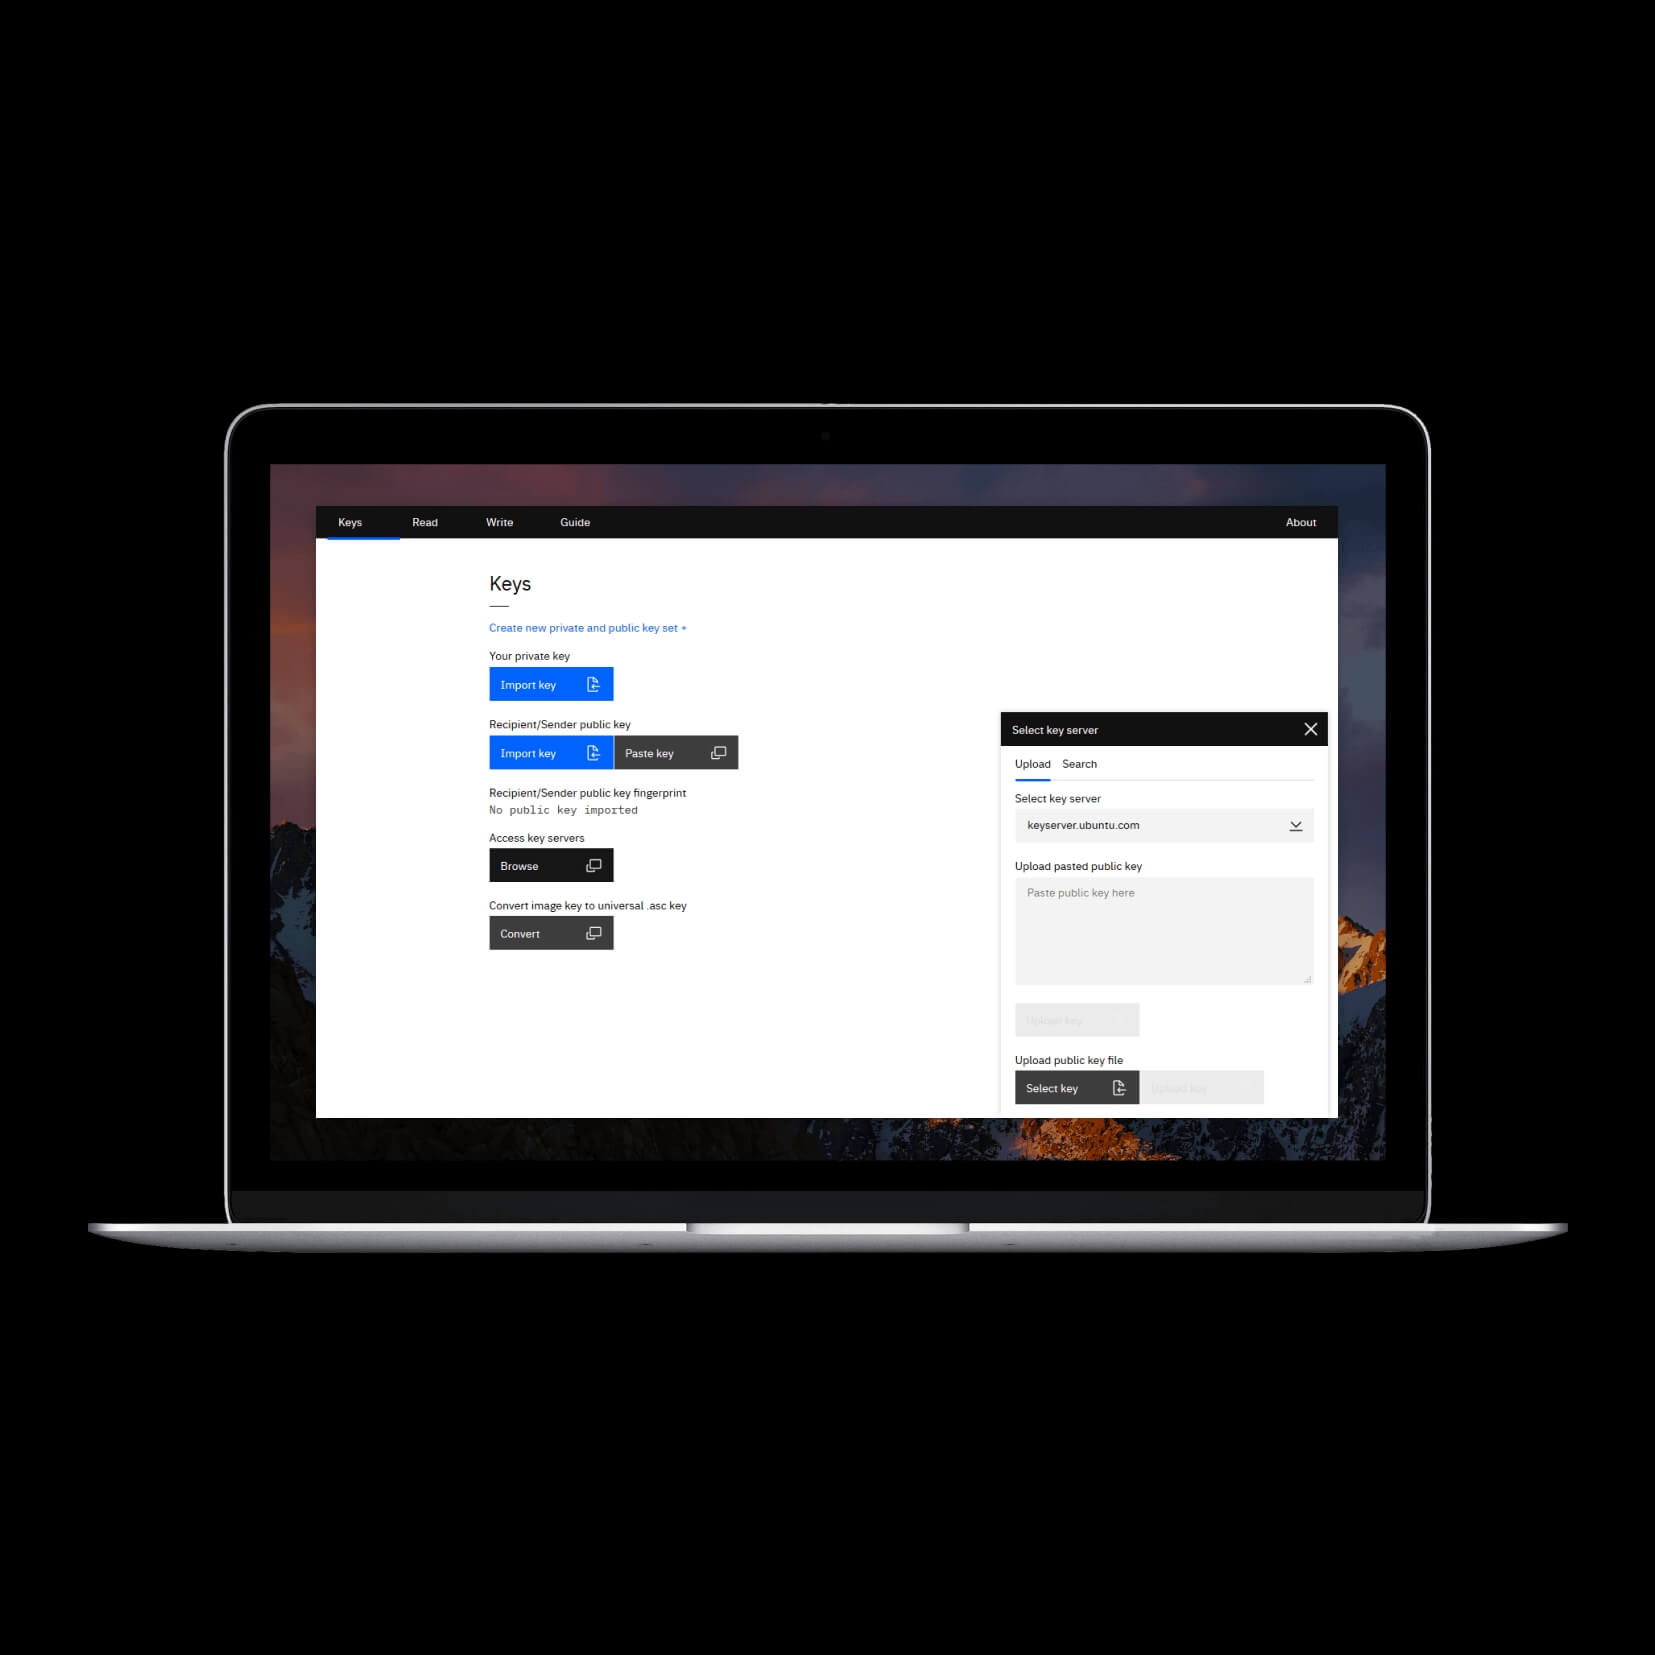 Keys
Read
Write
Guide
About
Keys
Create new private and public key set +
Your private key
Import key
Recipient/Sender public key
Import key
Paste key
Recipient/Sender public key fingerprint
No public key imported
Access key servers
Browse
Convert image key to universal .asc key
Convert
Select key server
Upload
Search
Select key server
keyserver.ubuntu.com
Upload pasted public key
Paste public key here
Upload key
Upload public key file
Select key
Upload key